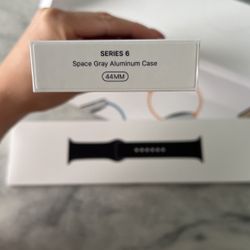 SERIES 6
Space Gray Aluminum Case
44MM